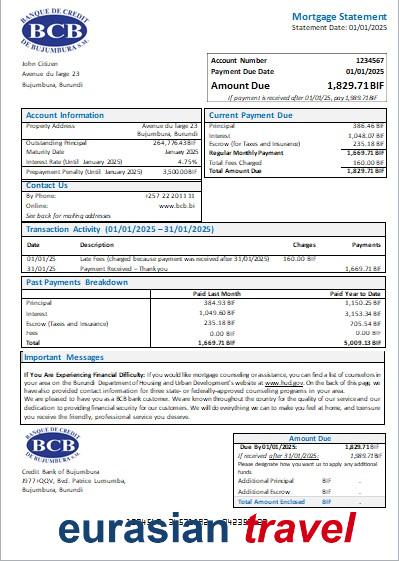 BANQUE DE CREDIT
BCB
DE BUJUMBURA S.M.
Mortgage Statement
Statement Date: 01/01/2025
John Citizen
Avenue du large 23
Bujumbura, Burundi
Account Number 1234567
Payment Due Date 01/01/2025
Amount Due 1,829.71BIF
If payment is received after 01/01/25, pay 1,989.71BIF
Account Information
Property Address Avenue du large 23
Bujumbura, Burundi
Outstanding Principal 264,776.43BIF
Maturity Date January 2025
Interest Rate (Until January 2025) 4.75%
Prepayment Penalty (Until January 2025) 3,500.00BIF
Contact Us
By Phone: +257 22 20 11 11
Online: www.bcb.bi
See back for mailing addresses
Current Payment Due
Principal 386.46 BIF
Interest 1,048.07 BIF
Escrow (for Taxes and Insurance) 235.18 BIF
Regular Monthly Payment 1,669.71 BIF
Total Fees Charged 160.00 BIF
Total Amount Due 1,829.71 BIF
Transaction Activity (01/01/2025 – 31/01/2025)
Date Description Charges Payments
01/01/25 Late Fees (charged because payment was received after 31/01/2025) 160.00 BIF
31/01/25 Payment Received – Thank you 1,669.71 BIF
Past Payments Breakdown
Paid Last Month Paid Year to Date
Principal 384.93 BIF 1,150.25 BIF
Interest 1,049.60 BIF 3,153.34 BIF
Escrow (Taxes and Insurance) 235.18 BIF 705.54 BIF
Fees 0.00 BIF 0.00 BIF
Total 1,669.71 BIF 5,009.13 BIF
Important Messages
If You Are Experiencing Financial Difficulty: If you would like mortgage counseling or assistance, you can find a list of counselors in
your area on the Burundi Department of Housing and Urban Development's website at www.hud.gov. On the back of this page, we
have also provided contact information for three state- or federally-approved counseling programs in your area.
We are pleased to have you as a BCB bank customer. We are known throughout the country for the quality of our service and our
dedication to providing financial security for our customers. We will do everything we can to make you feel at home, and to ensure
you receive the friendly, professional service you deserve.
BANQUE DE CREDIT
BCB
DE BUJUMBURA S.M.
Credit Bank of Bujumbura
J977+QQV, Bvd. Patrice Lumumba,
Bujumbura, Burundi
Amount Due
Due By 01/01/2025: 1,829.71 BIF
If received after 31/01/2025: 1,989.71 BIF
Please designate how you want us to apply any additional
funds.
Additional Principal BIF -
Additional Escrow BIF -
Total Amount Enclosed BIF -
eurasian travel